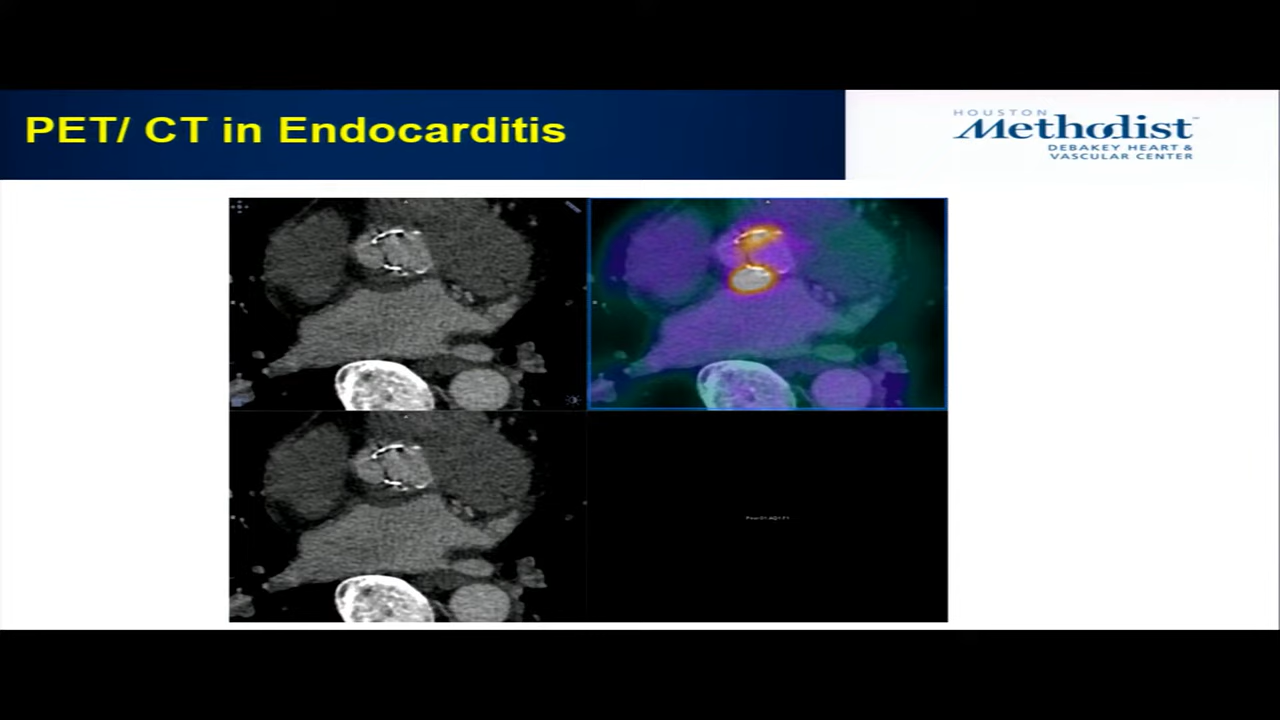 PET/ CT in Endocarditis
HOUSTON
Methodist
DEBAKEY HEART &
VASCULAR CENTER